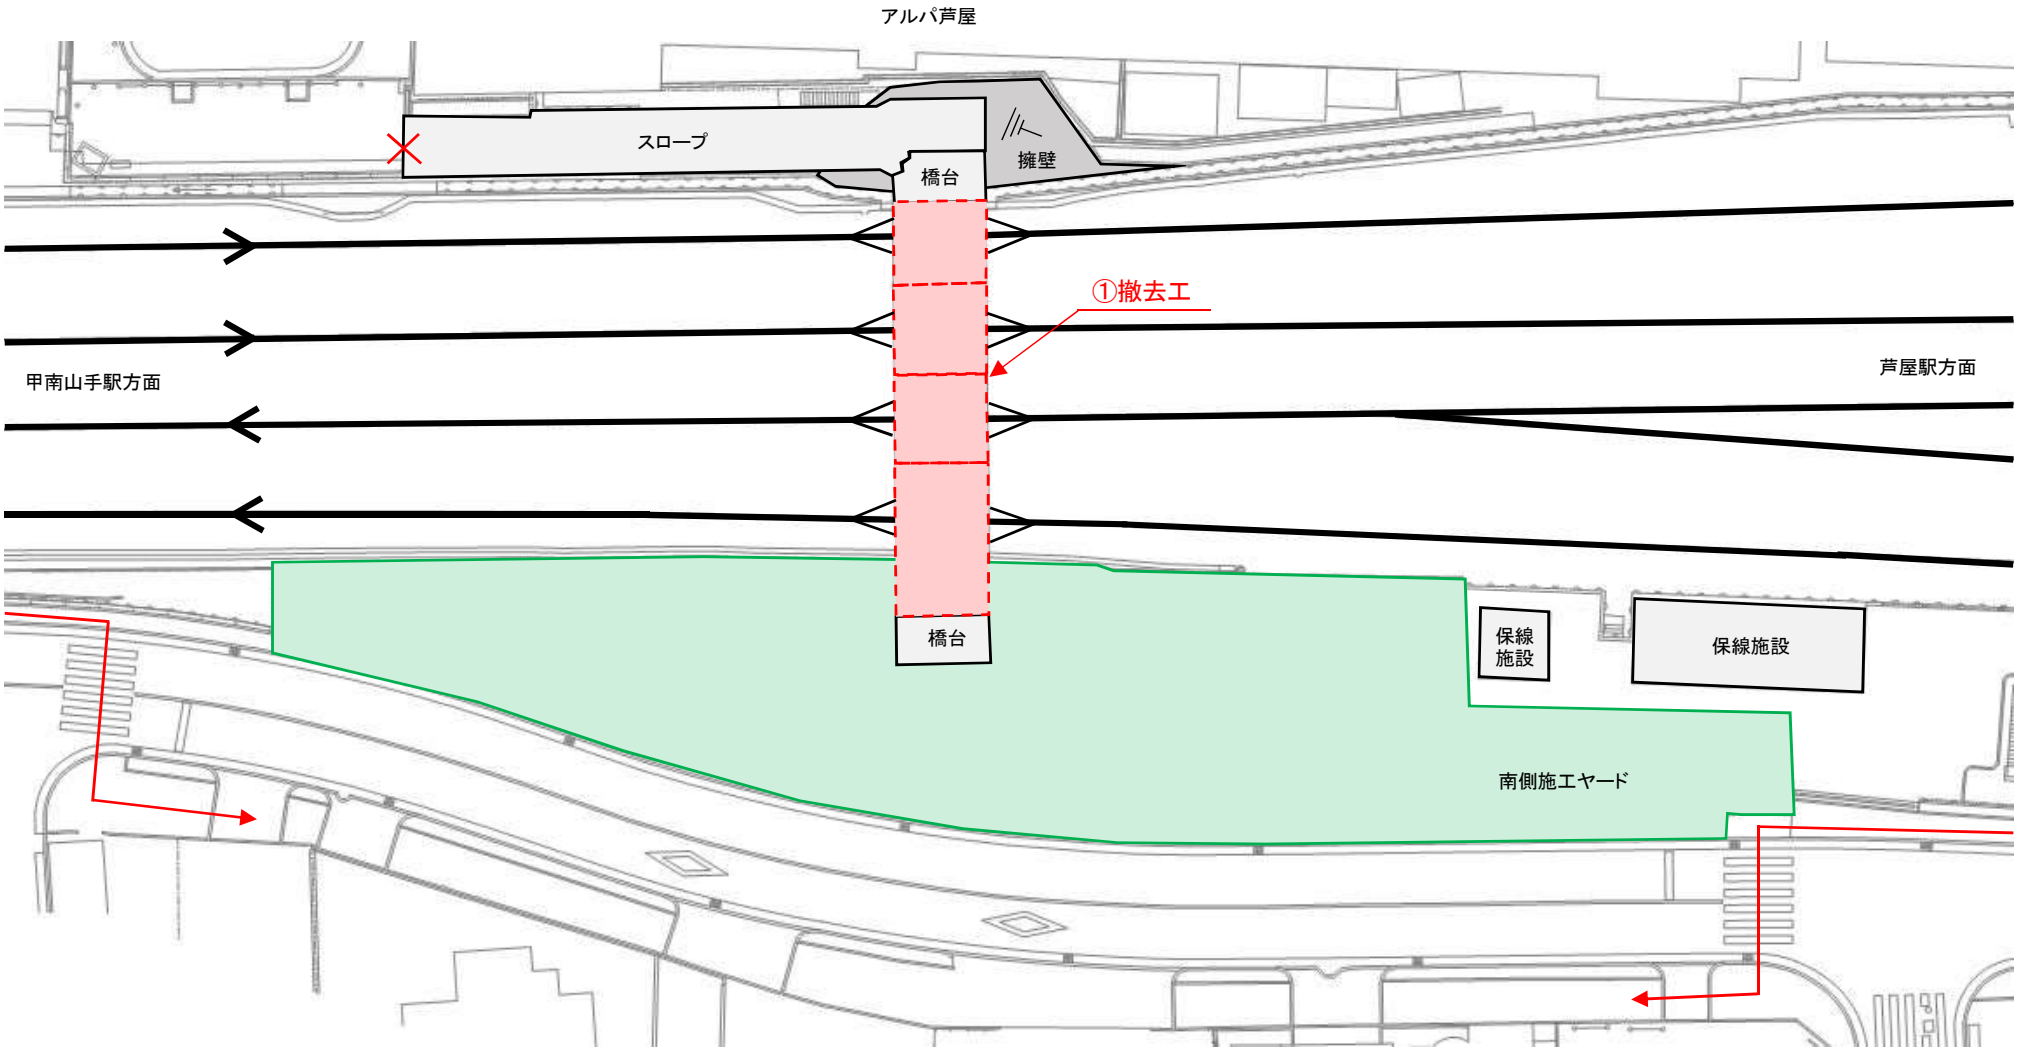 アルパ芦屋
スロープ
擁壁
橋台
①撤去工
甲南山手駅方面
芦屋駅方面
橋台
保線
施設
保線施設
南側施工ヤード